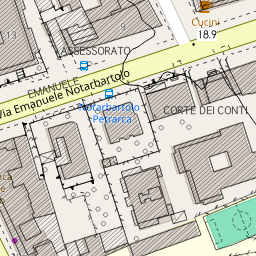 Cucini
18.9
13
ASSESSORATO
EMANUELE
Via Emanuele Notarbartolo
Notarbartolo
Petrarca
CORTE DEI CONTI